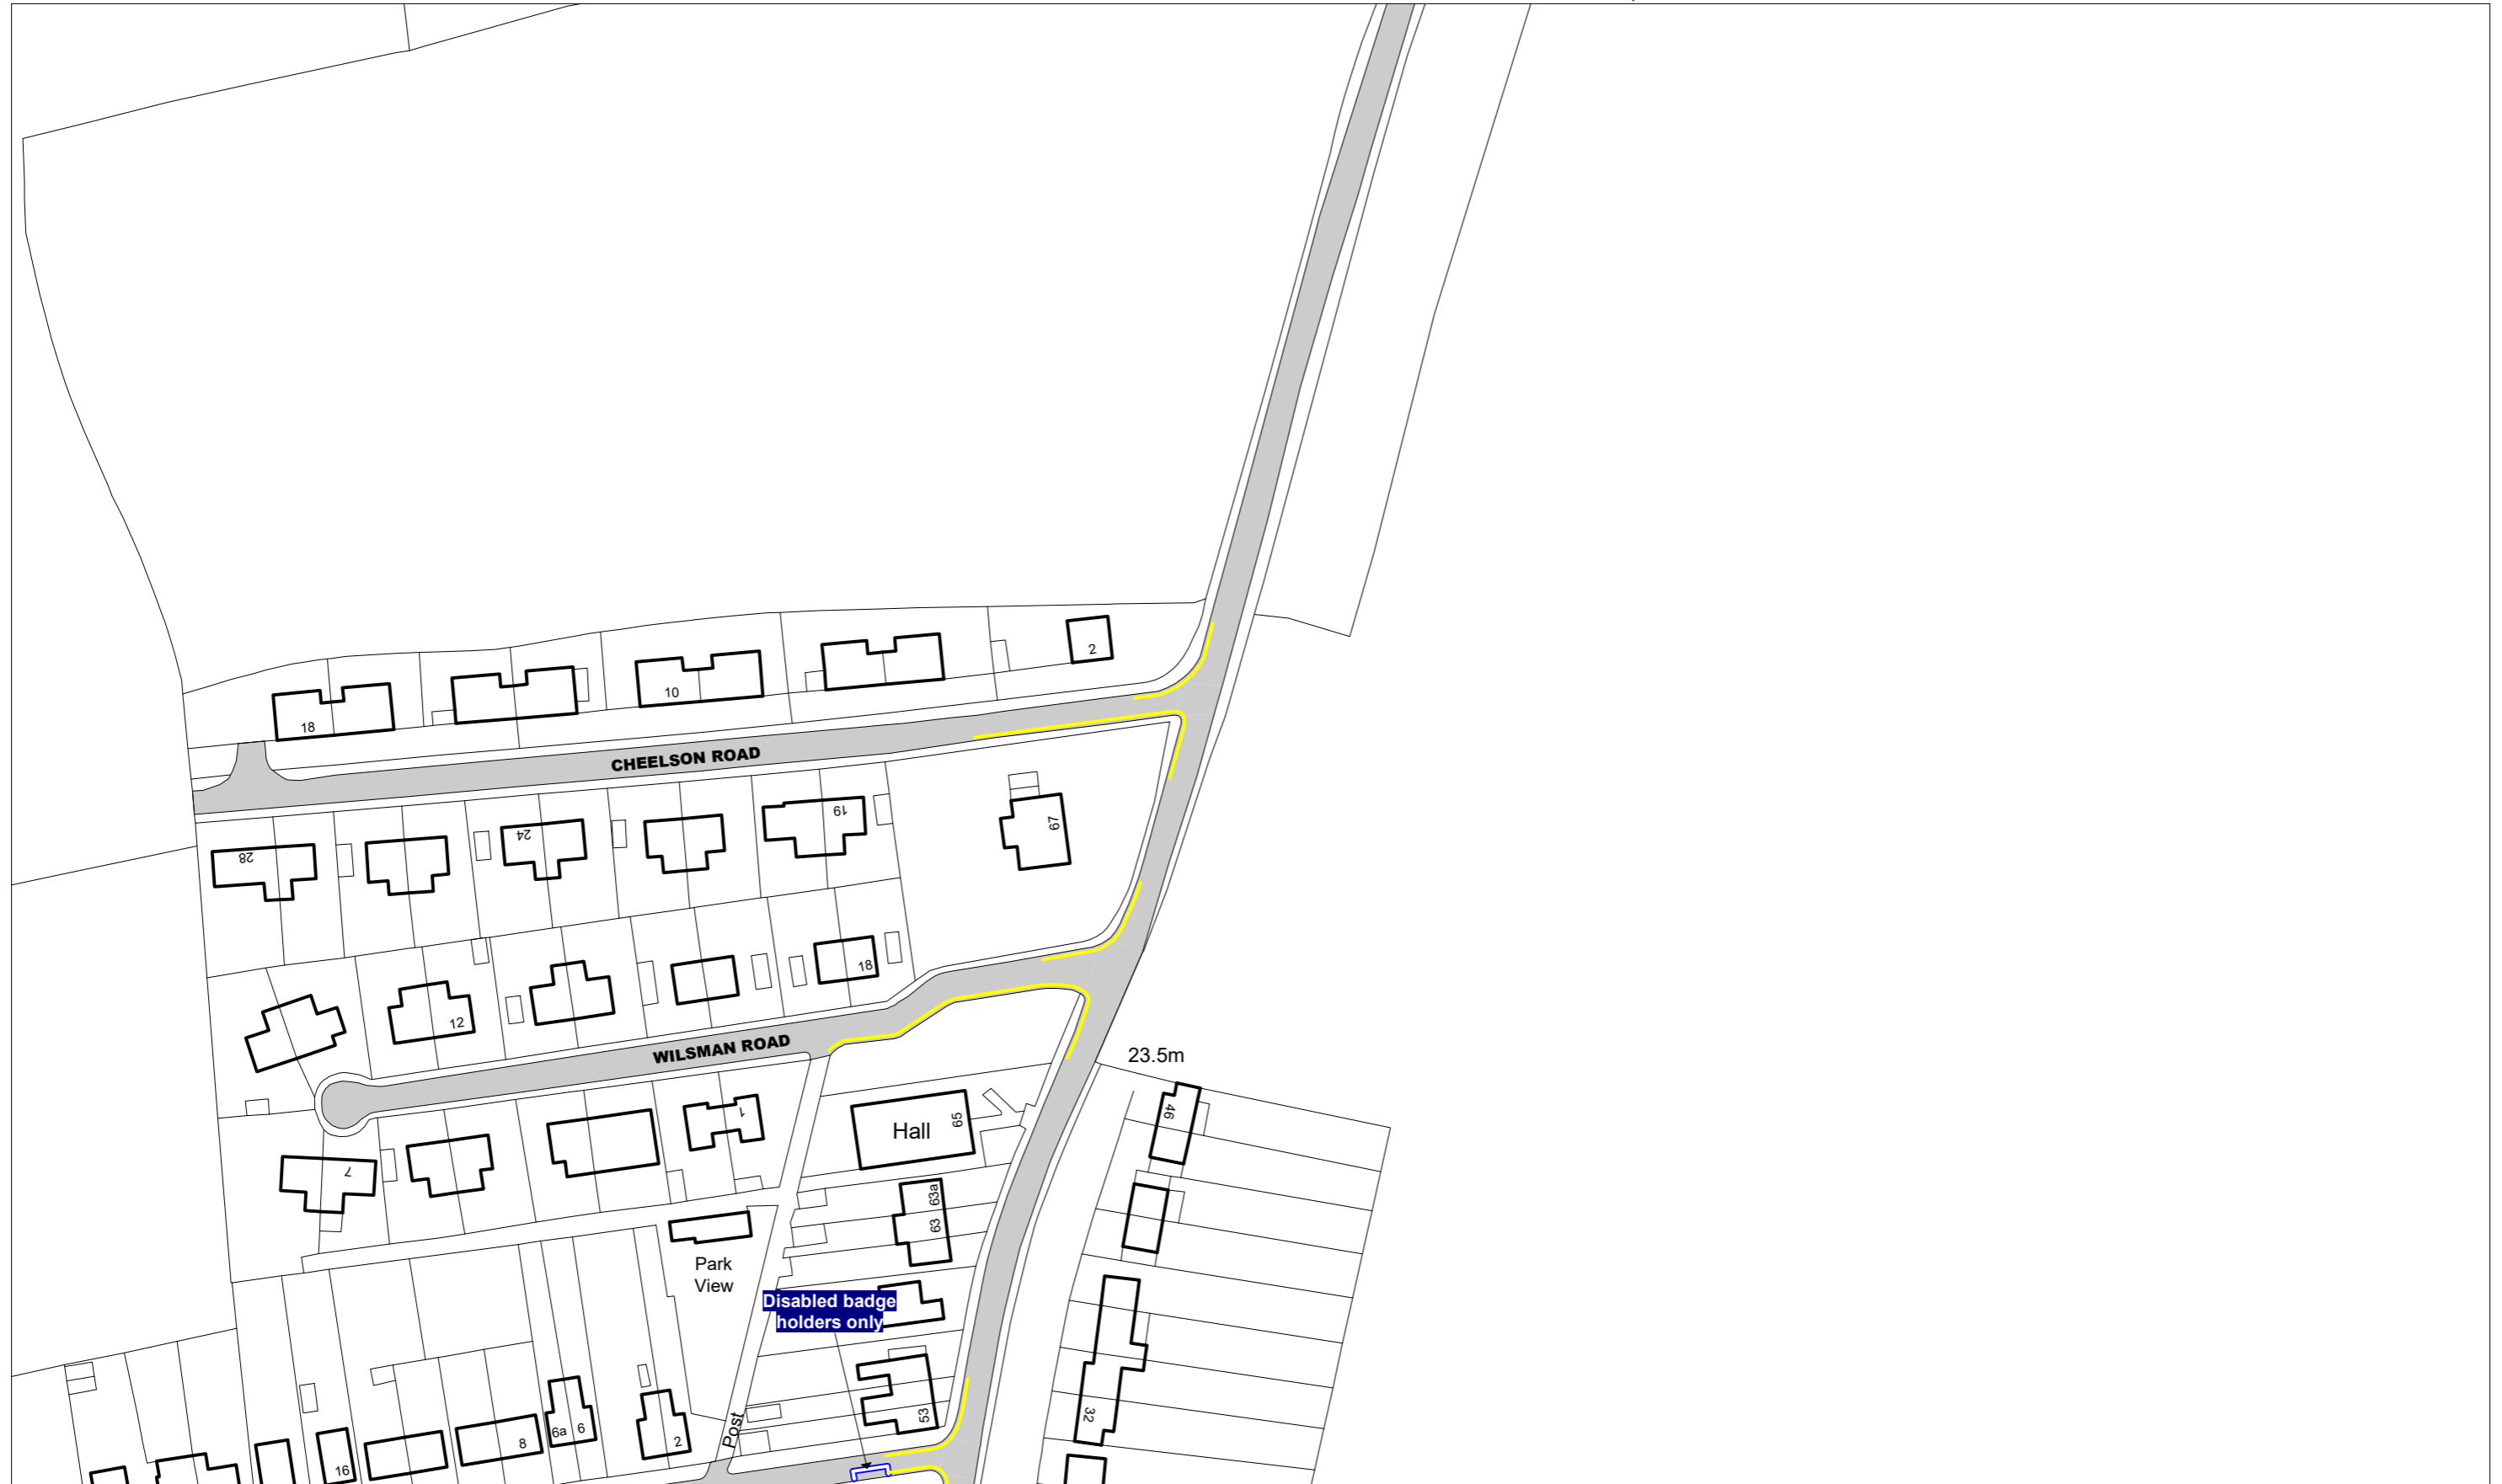 2
10
18
CHEELSON ROAD
19
24
28
67
18
12
WILSMAN ROAD
23.5m
46
1
Hall
65
7
63a
63
Park
View
Disabled badge
holders only
53
32
Post
6a
6
2
8
16